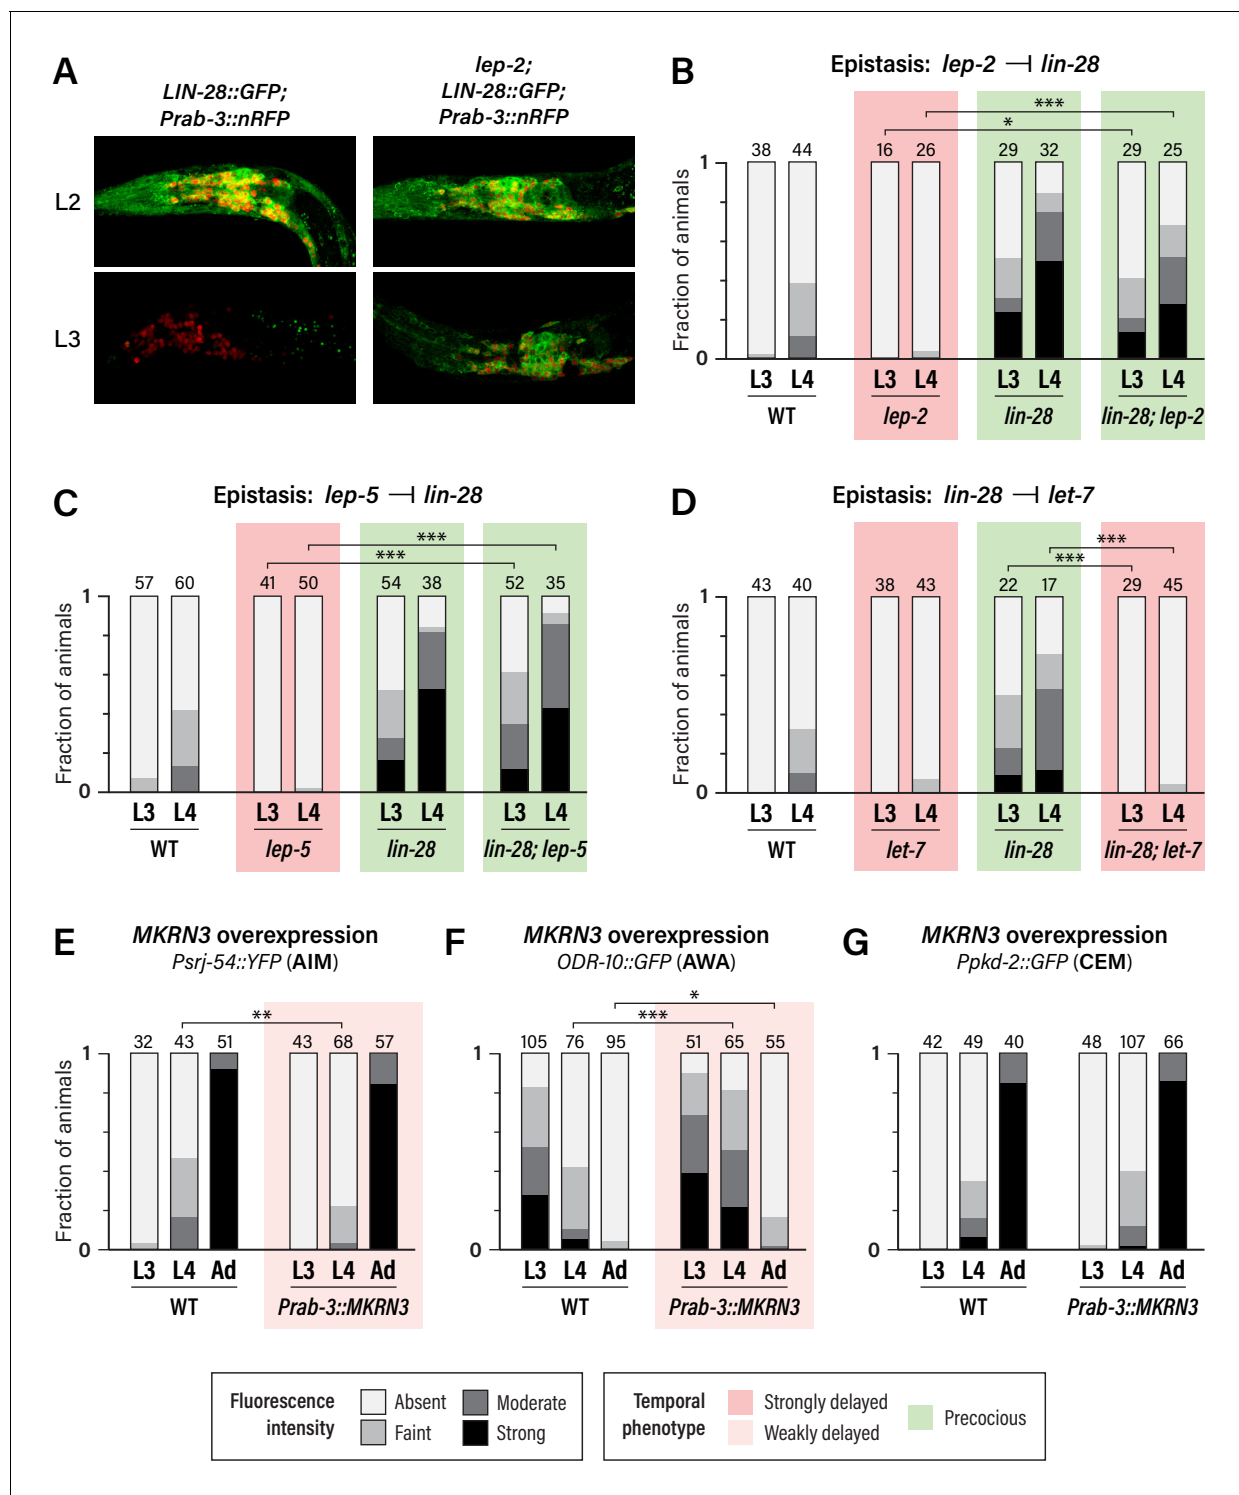 A
LIN-28::GFP;
Prab-3::nRFP
lep-2;
LIN-28::GFP;
Prab-3::nRFP
L2
L3
B
Epistasis: lep-2 ⊣ lin-28
***
*
38 44 16 26 29 32 29 25
1
0
Fraction of animals
L3 L4 L3 L4 L3 L4 L3 L4
WT lep-2 lin-28 lin-28; lep-2
C
Epistasis: lep-5 ⊣ lin-28
***
***
57 60 41 50 54 38 52 35
1
0
Fraction of animals
L3 L4 L3 L4 L3 L4 L3 L4
WT lep-5 lin-28 lin-28; lep-5
D
Epistasis: lin-28 ⊣ let-7
***
***
43 40 38 43 22 17 29 45
1
0
Fraction of animals
L3 L4 L3 L4 L3 L4 L3 L4
WT let-7 lin-28 lin-28; let-7
E
MKRN3 overexpression
Psrj-54::YFP (AIM)
**
32 43 51 43 68 57
1
0
Fraction of animals
L3 L4 Ad L3 L4 Ad
WT Prab-3::MKRN3
F
MKRN3 overexpression
ODR-10::GFP (AWA)
*
***
105 76 95 51 65 55
1
0
L3 L4 Ad L3 L4 Ad
WT Prab-3::MKRN3
G
MKRN3 overexpression
Ppkd-2::GFP (CEM)
42 49 40 48 107 66
1
0
L3 L4 Ad L3 L4 Ad
WT Prab-3::MKRN3
Fluorescence
intensity
Absent Moderate
Faint Strong
Temporal
phenotype
Strongly delayed
Weakly delayed
Precocious